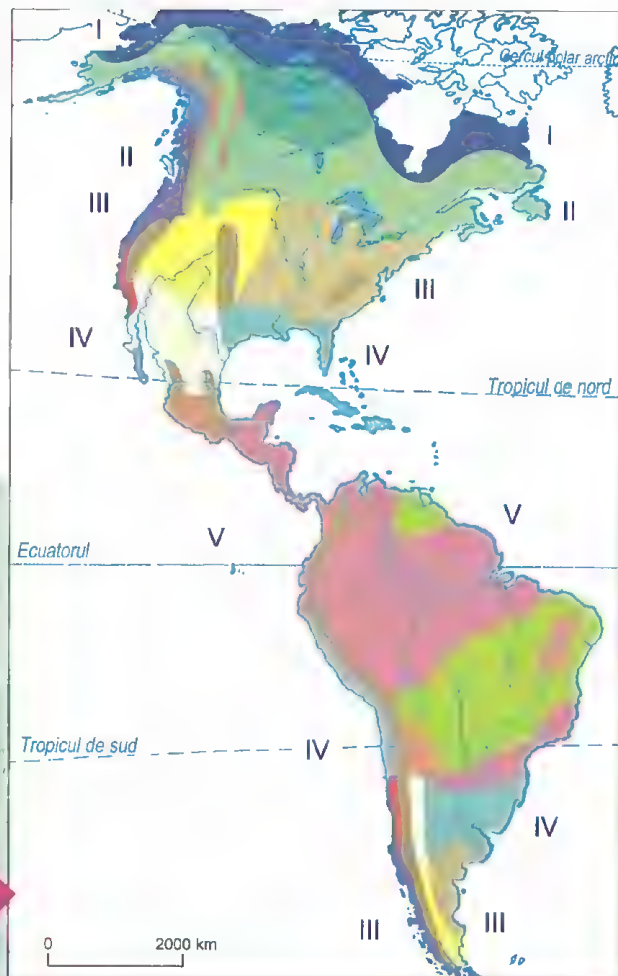 I
Cercul polar arctic
I
II
III
II
III
IV
IV
Tropicul de nord
V
V
Ecuatorul
Tropicul de sud
IV
IV
III
III
0 2000 km